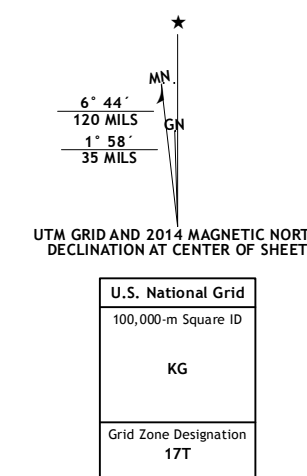 ★
MN
6° 44´
120 MILS
GN
1° 58´
35 MILS
UTM GRID AND 2014 MAGNETIC NORT
DECLINATION AT CENTER OF SHEET
U.S. National Grid
100,000-m Square ID
KG
Grid Zone Designation
17T